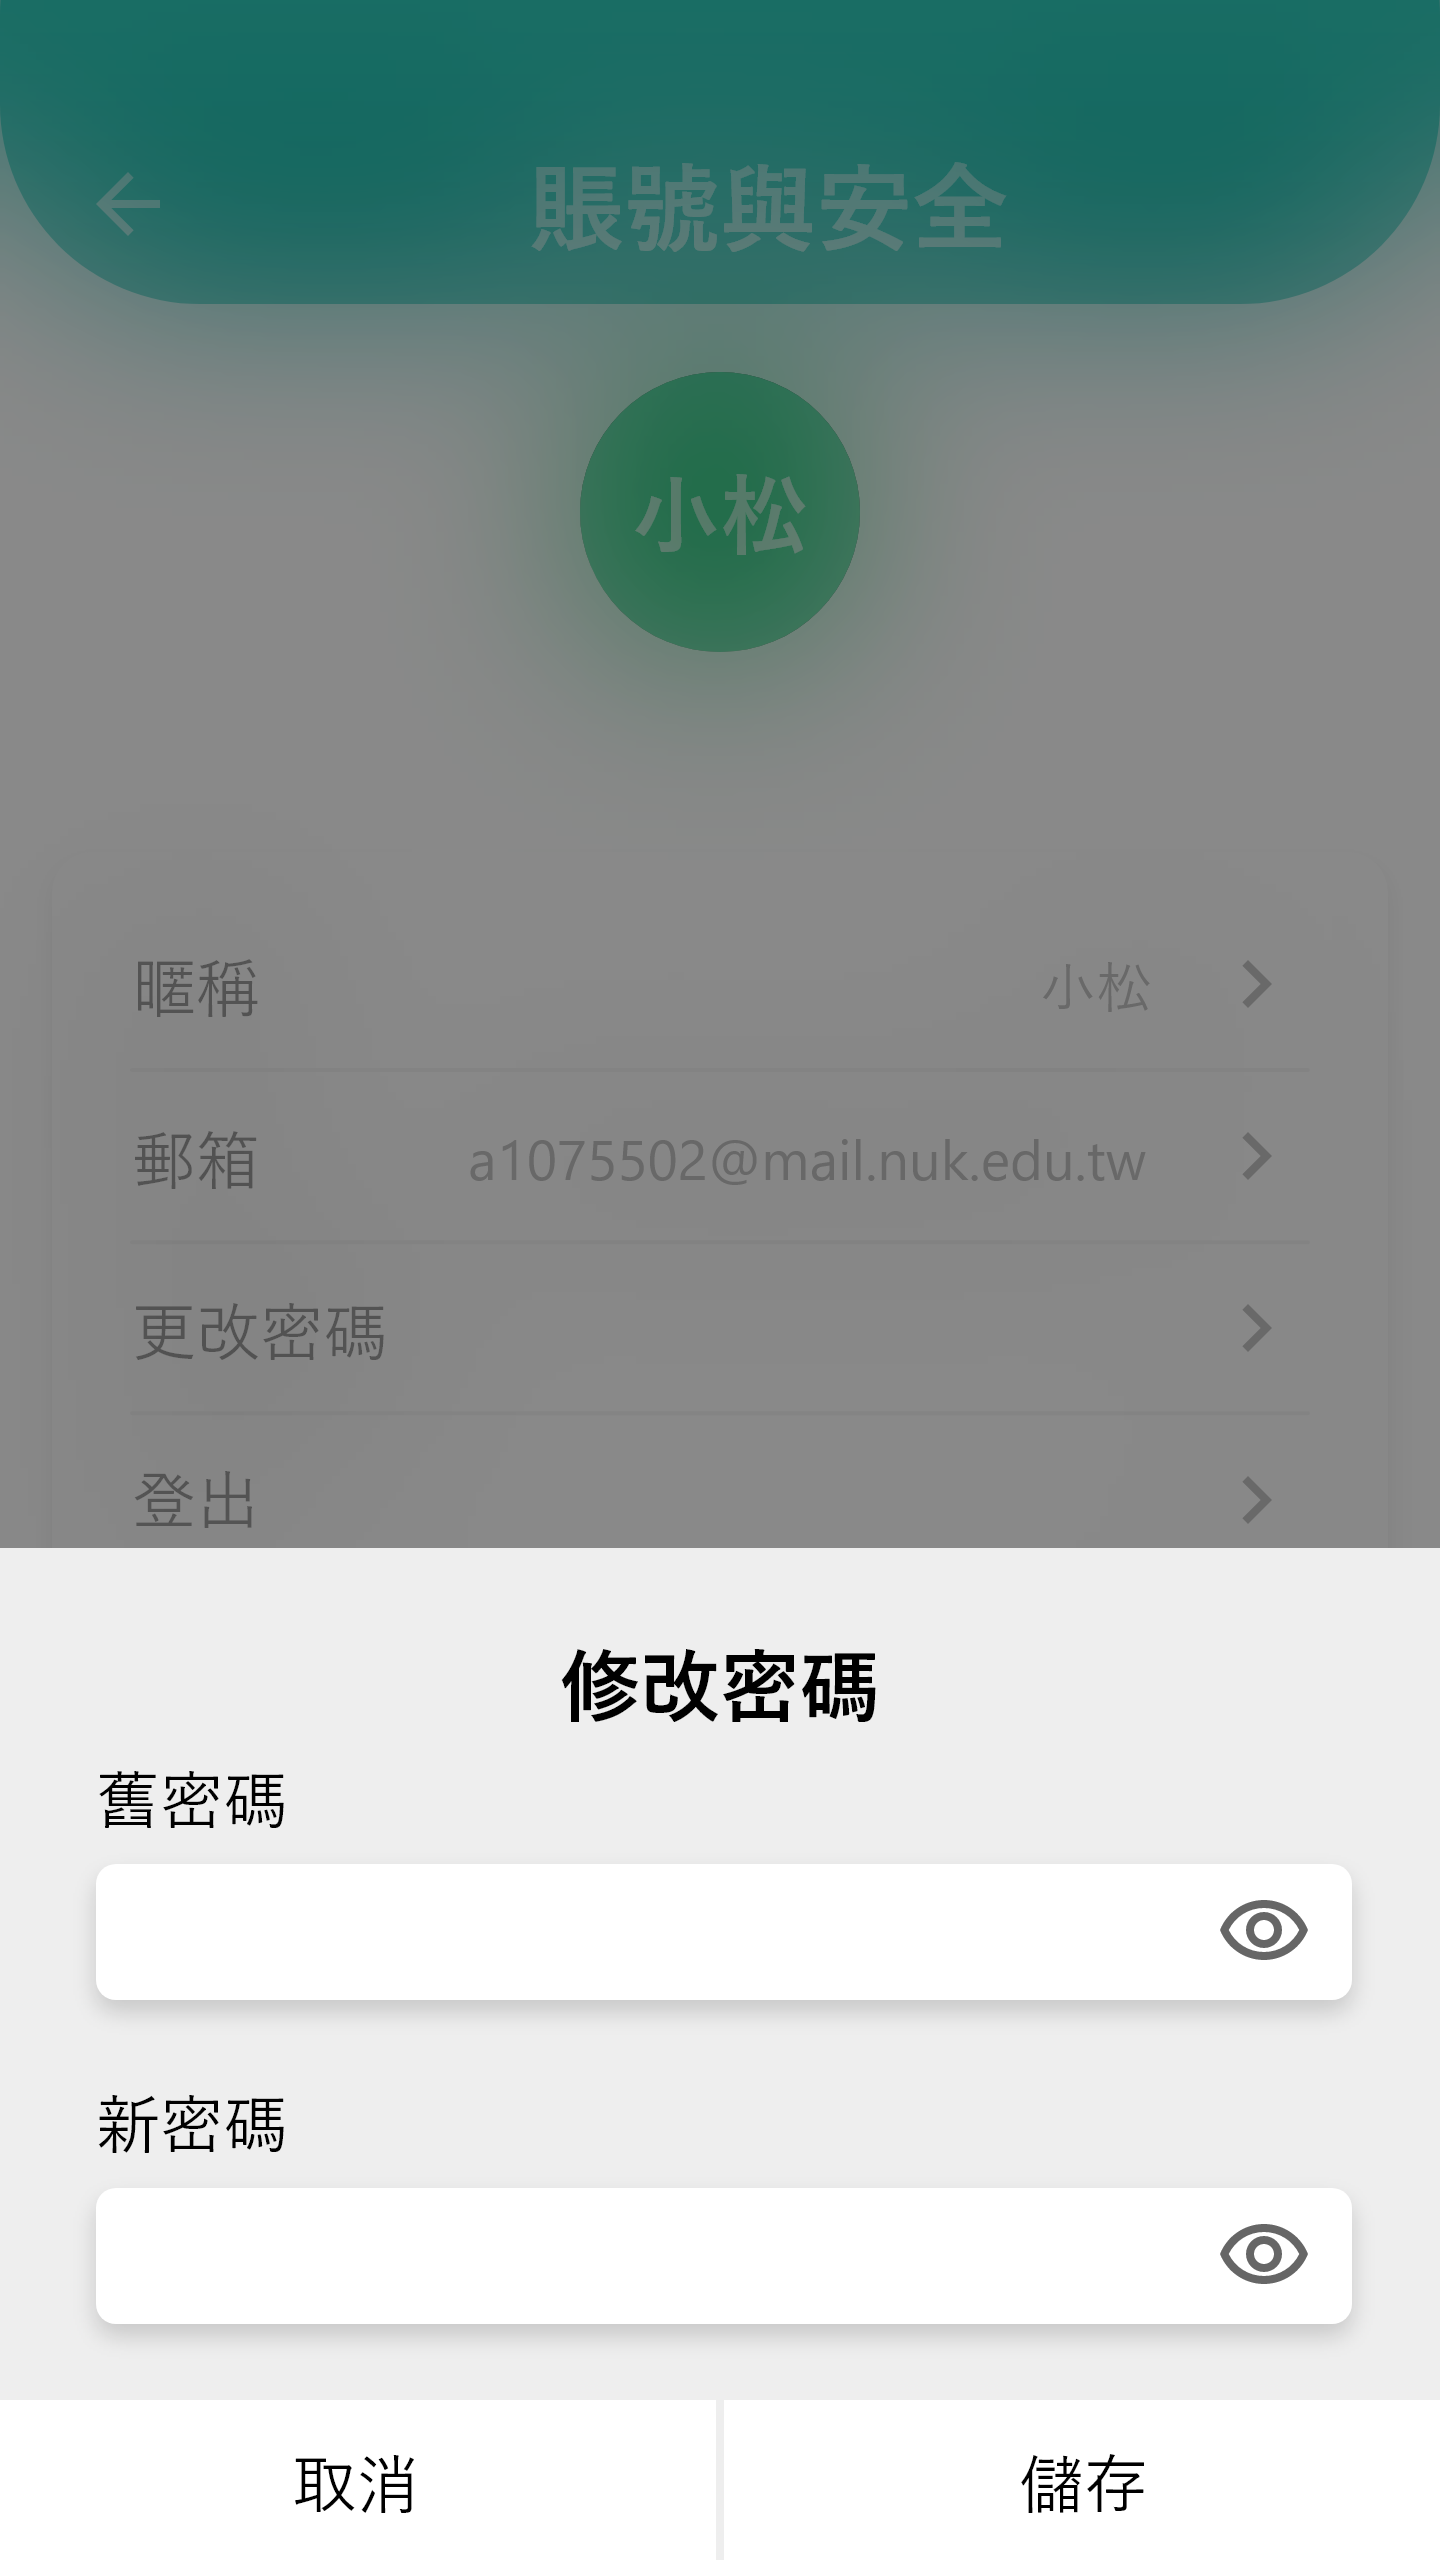 賬號與安全
小松
暱稱 小松
郵箱 a1075502@mail.nuk.edu.tw
更改密碼
登出
修改密碼
舊密碼
新密碼
取消 儲存